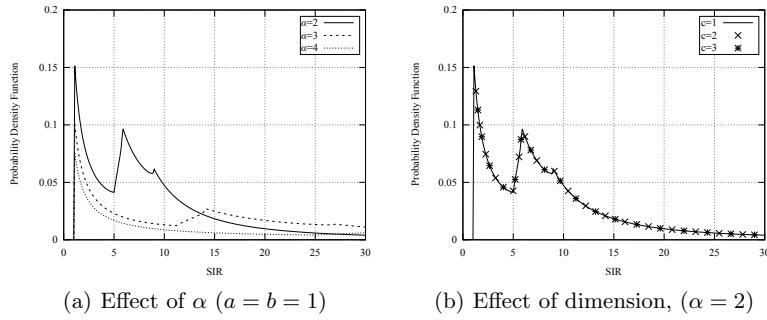 α=2
α=3
α=4
0.2
0.15
0.1
0.05
0
Probability Density Function
0 5 10 15 20 25 30
SIR
(a) Effect of α (a = b = 1)
c=1
c=2
c=3
0.2
0.15
0.1
0.05
0
Probability Density Function
0 5 10 15 20 25 30
SIR
(b) Effect of dimension, (α = 2)